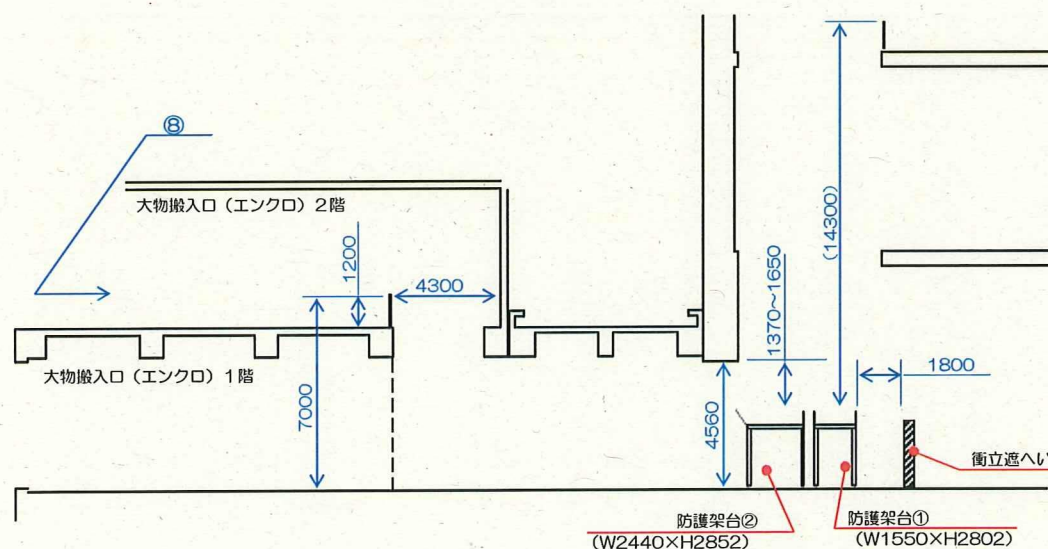 ⑧
大物搬入口（エンクロ）２階
1200
4300
(14300)
1370～1650
大物搬入口（エンクロ）１階
7000
4560
1800
衝立遮へい
防護架台②
(W2440×H2852)
防護架台①
(W1550×H2802)